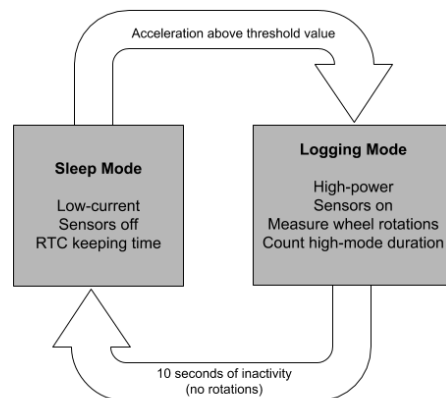 Acceleration above threshold value
Sleep Mode
Low-current
Sensors off
RTC keeping time
Logging Mode
High-power
Sensors on
Measure wheel rotations
Count high-mode duration
10 seconds of inactivity
(no rotations)